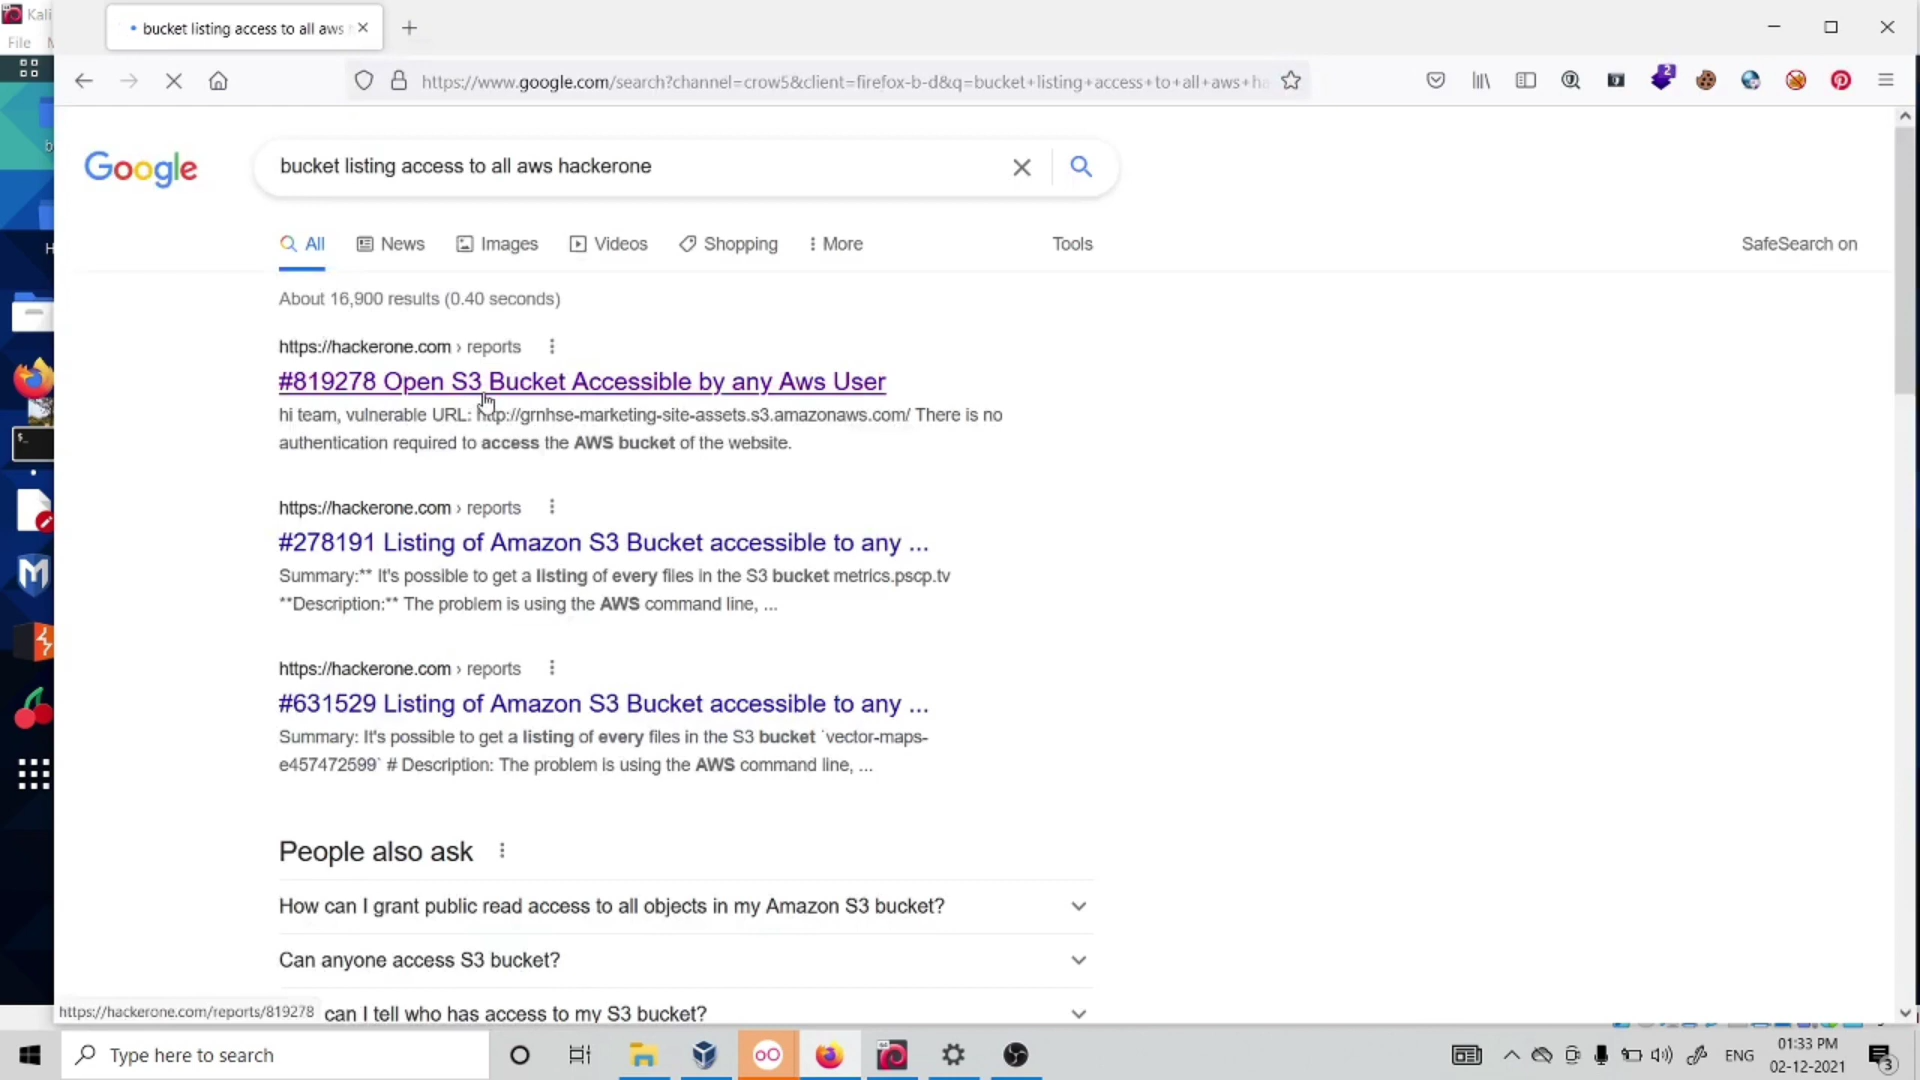 Kali
File
bucket listing access to all aws
https://www.google.com/search?channel=crow5&client=firefox-b-d&q=bucket+listing+access+to+all+aws+ha
2
Google
bucket listing access to all aws hackerone
All
News
Images
Videos
Shopping
More
Tools
SafeSearch on
About 16,900 results (0.40 seconds)
https://hackerone.com › reports
#819278 Open S3 Bucket Accessible by any Aws User
hi team, vulnerable URL: http://grnhse-marketing-site-assets.s3.amazonaws.com/ There is no
authentication required to access the AWS bucket of the website.
https://hackerone.com › reports
#278191 Listing of Amazon S3 Bucket accessible to any ...
Summary:** It's possible to get a listing of every files in the S3 bucket metrics.pscp.tv
**Description:** The problem is using the AWS command line, ...
https://hackerone.com › reports
#631529 Listing of Amazon S3 Bucket accessible to any ...
Summary: It's possible to get a listing of every files in the S3 bucket `vector-maps-
e457472599` # Description: The problem is using the AWS command line, ...
People also ask
How can I grant public read access to all objects in my Amazon S3 bucket?
Can anyone access S3 bucket?
can I tell who has access to my S3 bucket?
https://hackerone.com/reports/819278
Type here to search
ENG
01:33 PM
02-12-2021
3